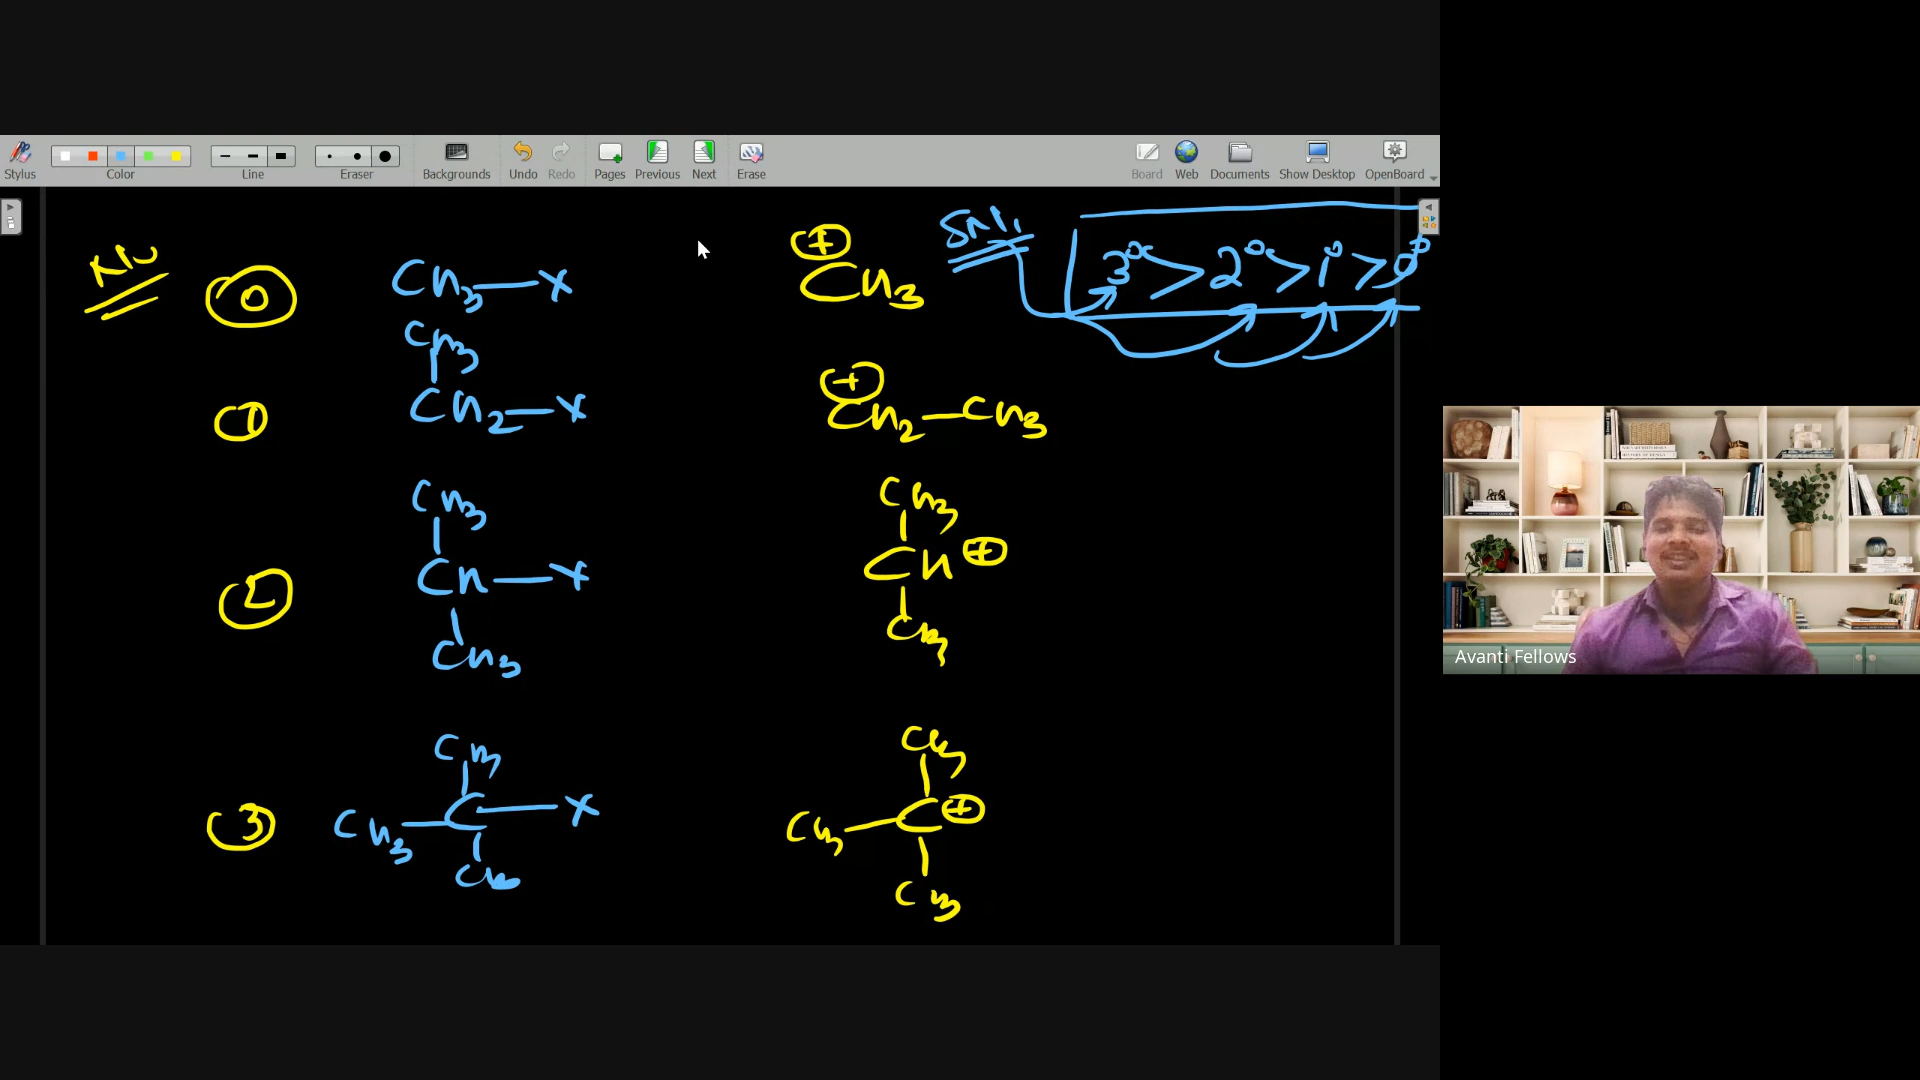 Stylus Color Line Eraser Backgrounds Undo Redo Pages Previous Next Erase Board Web Documents Show Desktop OpenBoard
SN1,
3° > 2° > 1° > 0°
0 CH3—X
⊕
CH3
CH3
1 CH2—X
⊕
CH2—CH3
CH3
2 CH—X
CH3
CH3
CH ⊕
CH3
CH3
3 CH3—C—X
CH3
CH3—C ⊕
CH3
Avanti Fellows